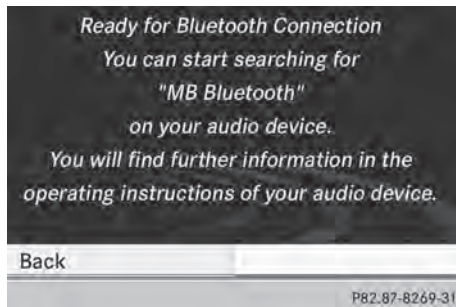 Ready for Bluetooth Connection
You can start searching for
"MB Bluetooth"
on your audio device.
You will find further information in the
operating instructions of your audio device.
Back
P82.87-8269-31